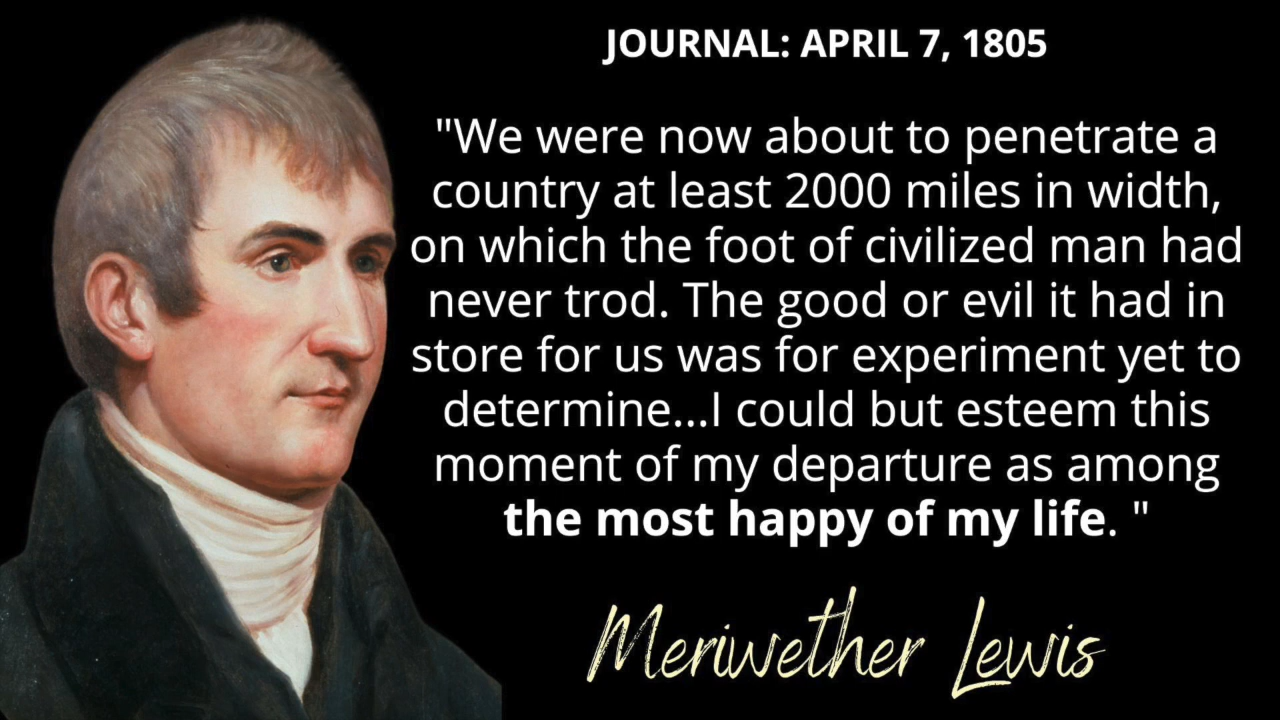 JOURNAL: APRIL 7, 1805
"We were now about to penetrate a
country at least 2000 miles in width,
on which the foot of civilized man had
never trod. The good or evil it had in
store for us was for experiment yet to
determine...I could but esteem this
moment of my departure as among
the most happy of my life. "
Meriwether Lewis